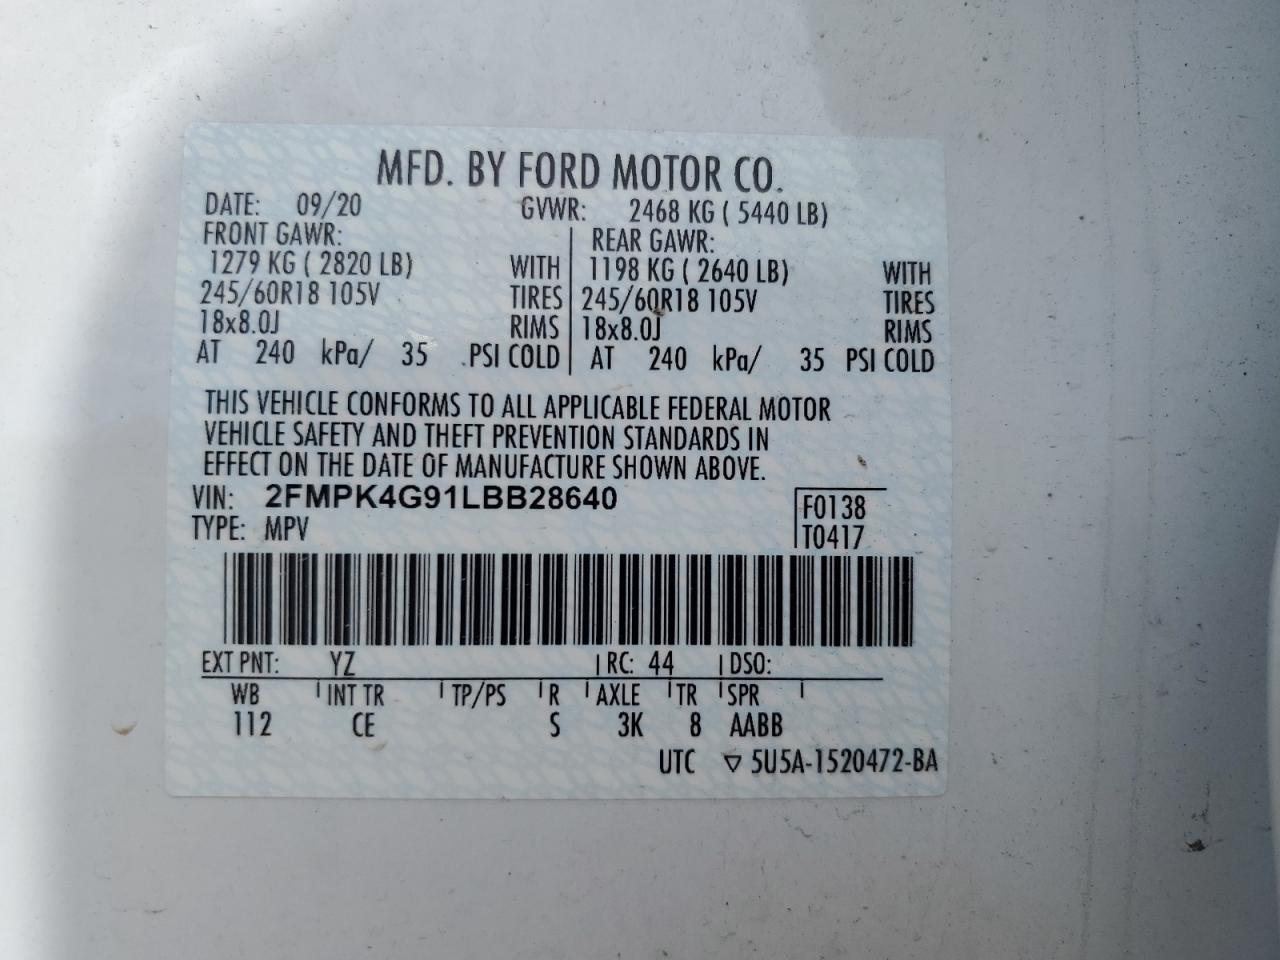 MFD. BY FORD MOTOR CO.
DATE: 09/20 GVWR: 2468 KG ( 5440 LB)
FRONT GAWR: REAR GAWR:
1279 KG ( 2820 LB) WITH 1198 KG ( 2640 LB) WITH
245/60R18 105V TIRES 245/60R18 105V TIRES
18x8.0J RIMS 18x8.0J RIMS
AT 240 kPa/ 35 PSI COLD AT 240 kPa/ 35 PSI COLD
THIS VEHICLE CONFORMS TO ALL APPLICABLE FEDERAL MOTOR
VEHICLE SAFETY AND THEFT PREVENTION STANDARDS IN
EFFECT ON THE DATE OF MANUFACTURE SHOWN ABOVE.
VIN: 2FMPK4G91LBB28640 F0138
TYPE: MPV T0417
EXT PNT: YZ RC: 44 DSO:
WB INT TR TP/PS R AXLE TR SPR
112 CE S 3K 8 AABB
UTC ▽ 5U5A-1520472-BA